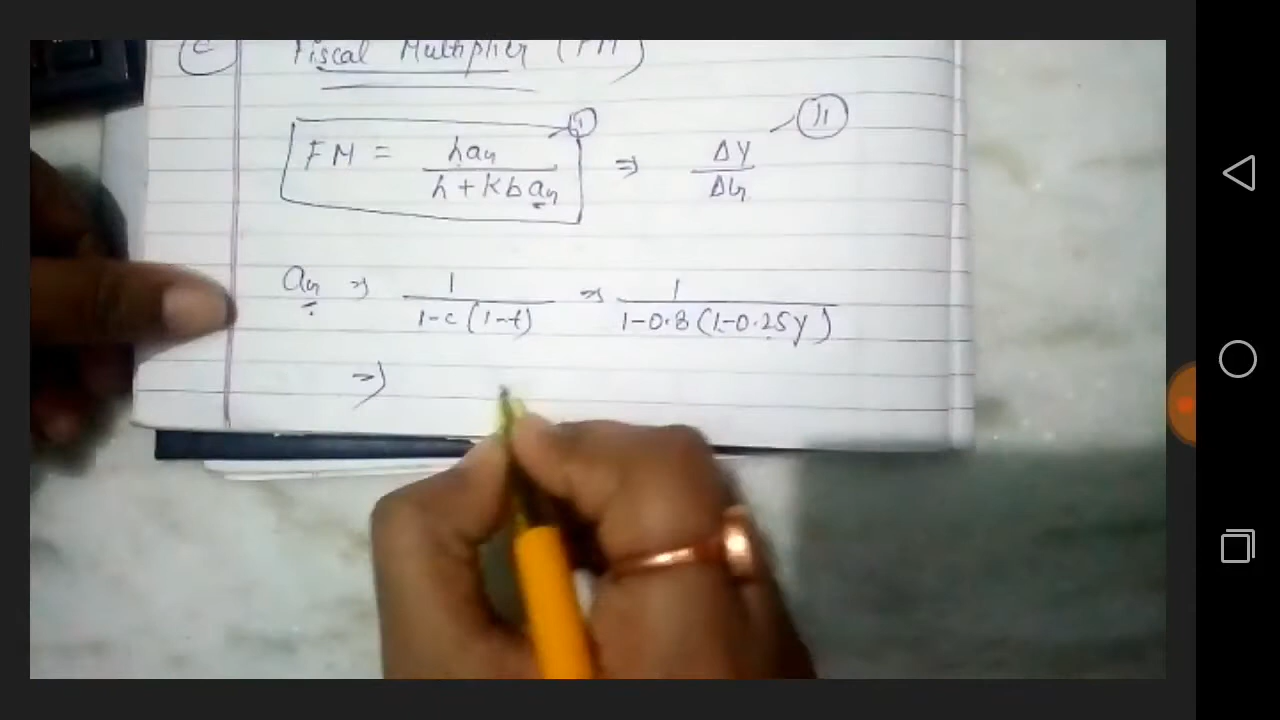 C Fiscal Multiplier (FM)
i ii
FM = haG / h + KbaG ⇒ ΔY / ΔG
aG ⇒ 1 / 1-c(1-t) ⇒ 1 / 1-0.8(1-0.25Y)
⇒